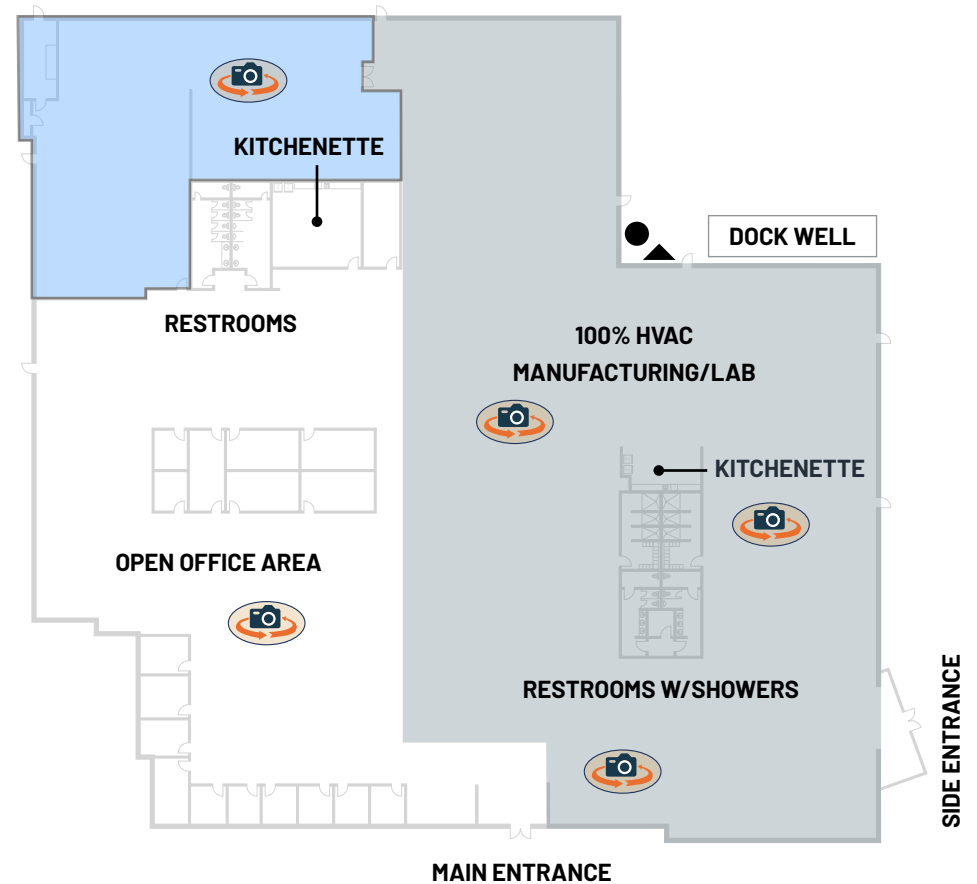 KITCHENETTE
DOCK WELL
RESTROOMS
100% HVAC
MANUFACTURING/LAB
KITCHENETTE
OPEN OFFICE AREA
RESTROOMS W/SHOWERS
SIDE ENTRANCE
MAIN ENTRANCE